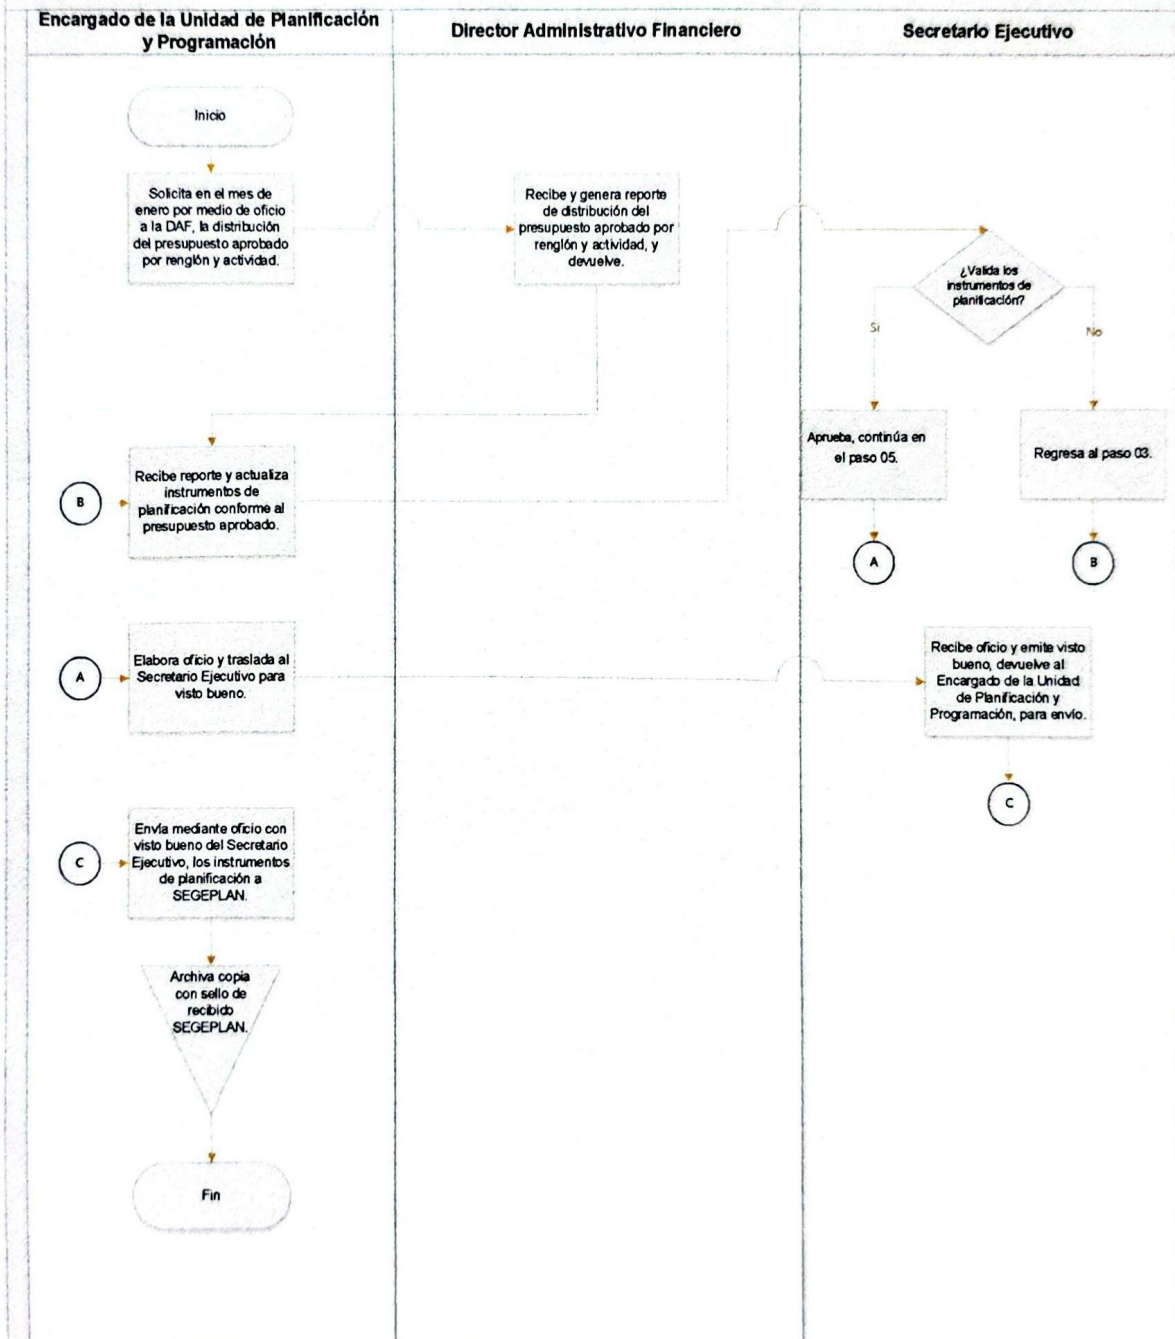 Encargado de la Unidad de Planificación
y Programación
Director Administrativo Financiero
Secretario Ejecutivo
Inicio
Solicita en el mes de
enero por medio de oficio
a la DAF, la distribución
del presupuesto aprobado
por renglón y actividad.
Recibe y genera reporte
de distribución del
presupuesto aprobado por
renglón y actividad, y
devuelve.
¿Valida los
instrumentos de
planificación?
Si
No
Aprueba, continúa en
el paso 05.
Regresa al paso 03.
B
Recibe reporte y actualiza
instrumentos de
planificación conforme al
presupuesto aprobado.
A
B
A
Elabora oficio y traslada al
Secretario Ejecutivo para
visto bueno.
Recibe oficio y emite visto
bueno, devuelve al
Encargado de la Unidad
de Planificación y
Programación, para envío.
C
C
Envía mediante oficio con
visto bueno del Secretario
Ejecutivo, los instrumentos
de planificación a
SEGEPLAN.
Archiva copia
con sello de
recibido
SEGEPLAN.
Fin